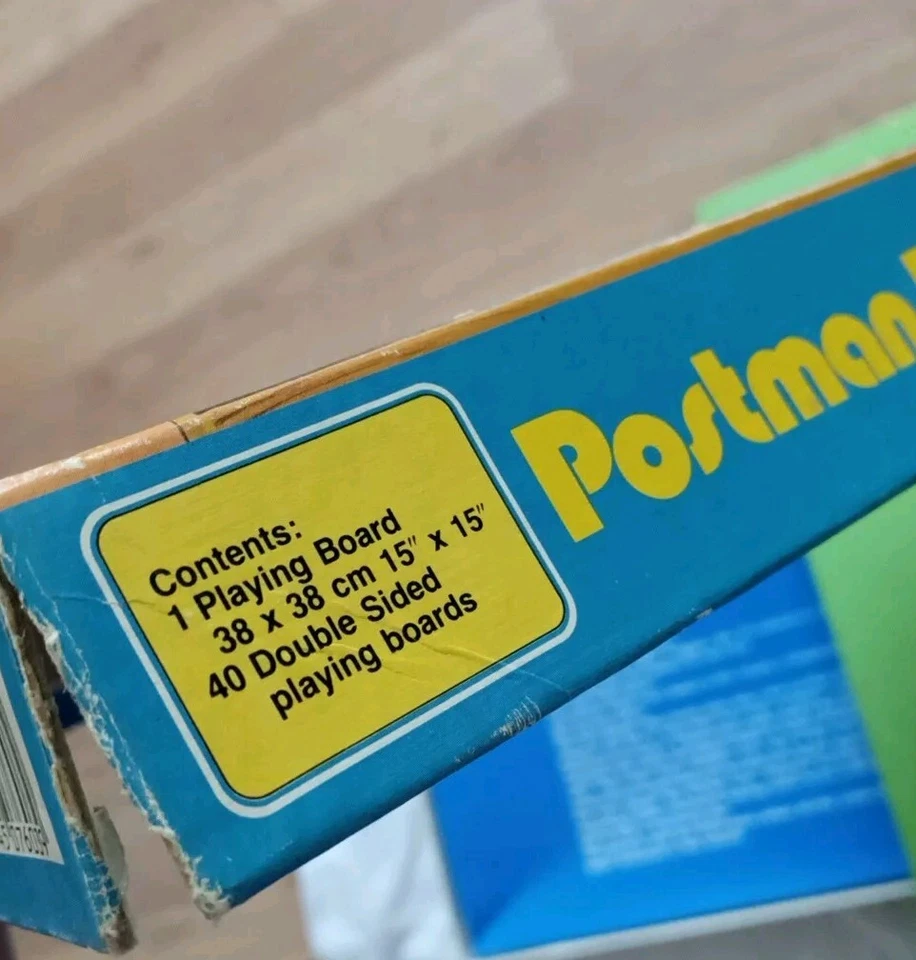 Contents:
1 Playing Board
38 x 38 cm 15" x 15"
40 Double Sided
playing boards
Postman